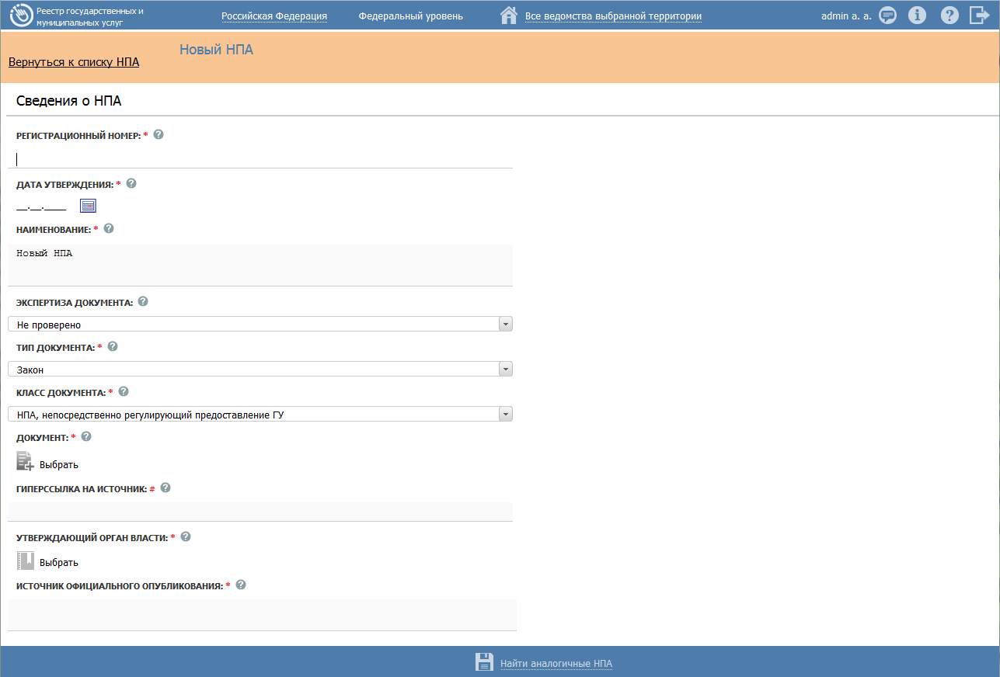 Реестр государственных и
муниципальных услуг
Российская Федерация
Федеральный уровень
Все ведомства выбранной территории
admin a. a.
Вернуться к списку НПА
Новый НПА
Сведения о НПА
РЕГИСТРАЦИОННЫЙ НОМЕР: * ?
ДАТА УТВЕРЖДЕНИЯ: * ?
__.__.____
НАИМЕНОВАНИЕ: * ?
Новый НПА
ЭКСПЕРТИЗА ДОКУМЕНТА: ?
Не проверено
ТИП ДОКУМЕНТА: * ?
Закон
КЛАСС ДОКУМЕНТА: * ?
НПА, непосредственно регулирующий предоставление ГУ
ДОКУМЕНТ: * ?
Выбрать
ГИПЕРССЫЛКА НА ИСТОЧНИК: # ?
УТВЕРЖДАЮЩИЙ ОРГАН ВЛАСТИ: * ?
Выбрать
ИСТОЧНИК ОФИЦИАЛЬНОГО ОПУБЛИКОВАНИЯ: * ?
Найти аналогичные НПА